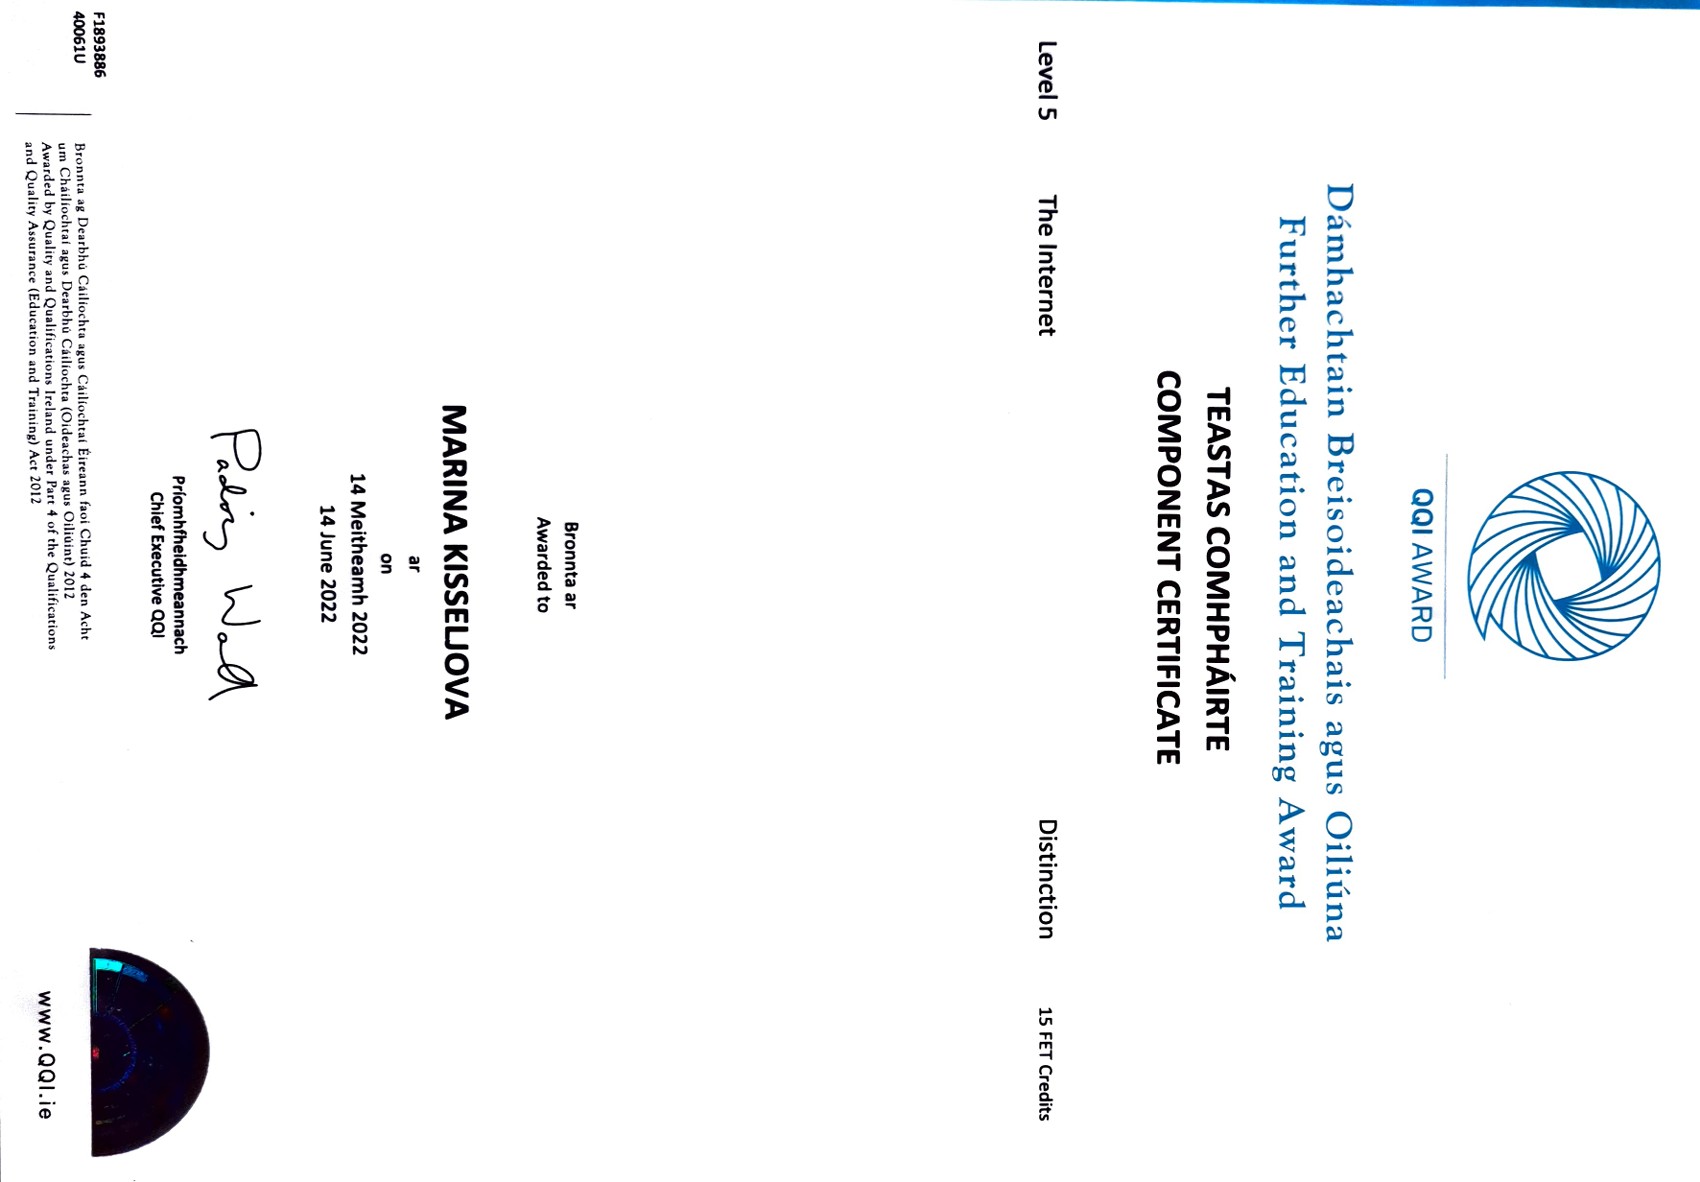 QQI AWARD
Dámhachtain Breisoideachais agus Oiliúna
Further Education and Training Award
TEASTAS COMHPHÁIRTE
COMPONENT CERTIFICATE
Level 5 The Internet Distinction 15 FET Credits
Bronnta ar
Awarded to
MARINA KISSELJOVA
ar
on
14 Meitheamh 2022
14 June 2022
Príomhfheidhmeannach
Chief Executive QQI
F1893886
40061U
Bronnta ag Dearbhú Cáilíochta agus Cáilíochtaí Éireann faoi Chuid 4 den Acht
um Cháilíochtaí agus Dearbhú Cáilíochta (Oideachas agus Oiliúint) 2012
Awarded by Quality and Qualifications Ireland under Part 4 of the Qualifications
and Quality Assurance (Education and Training) Act 2012
www.QQI.ie